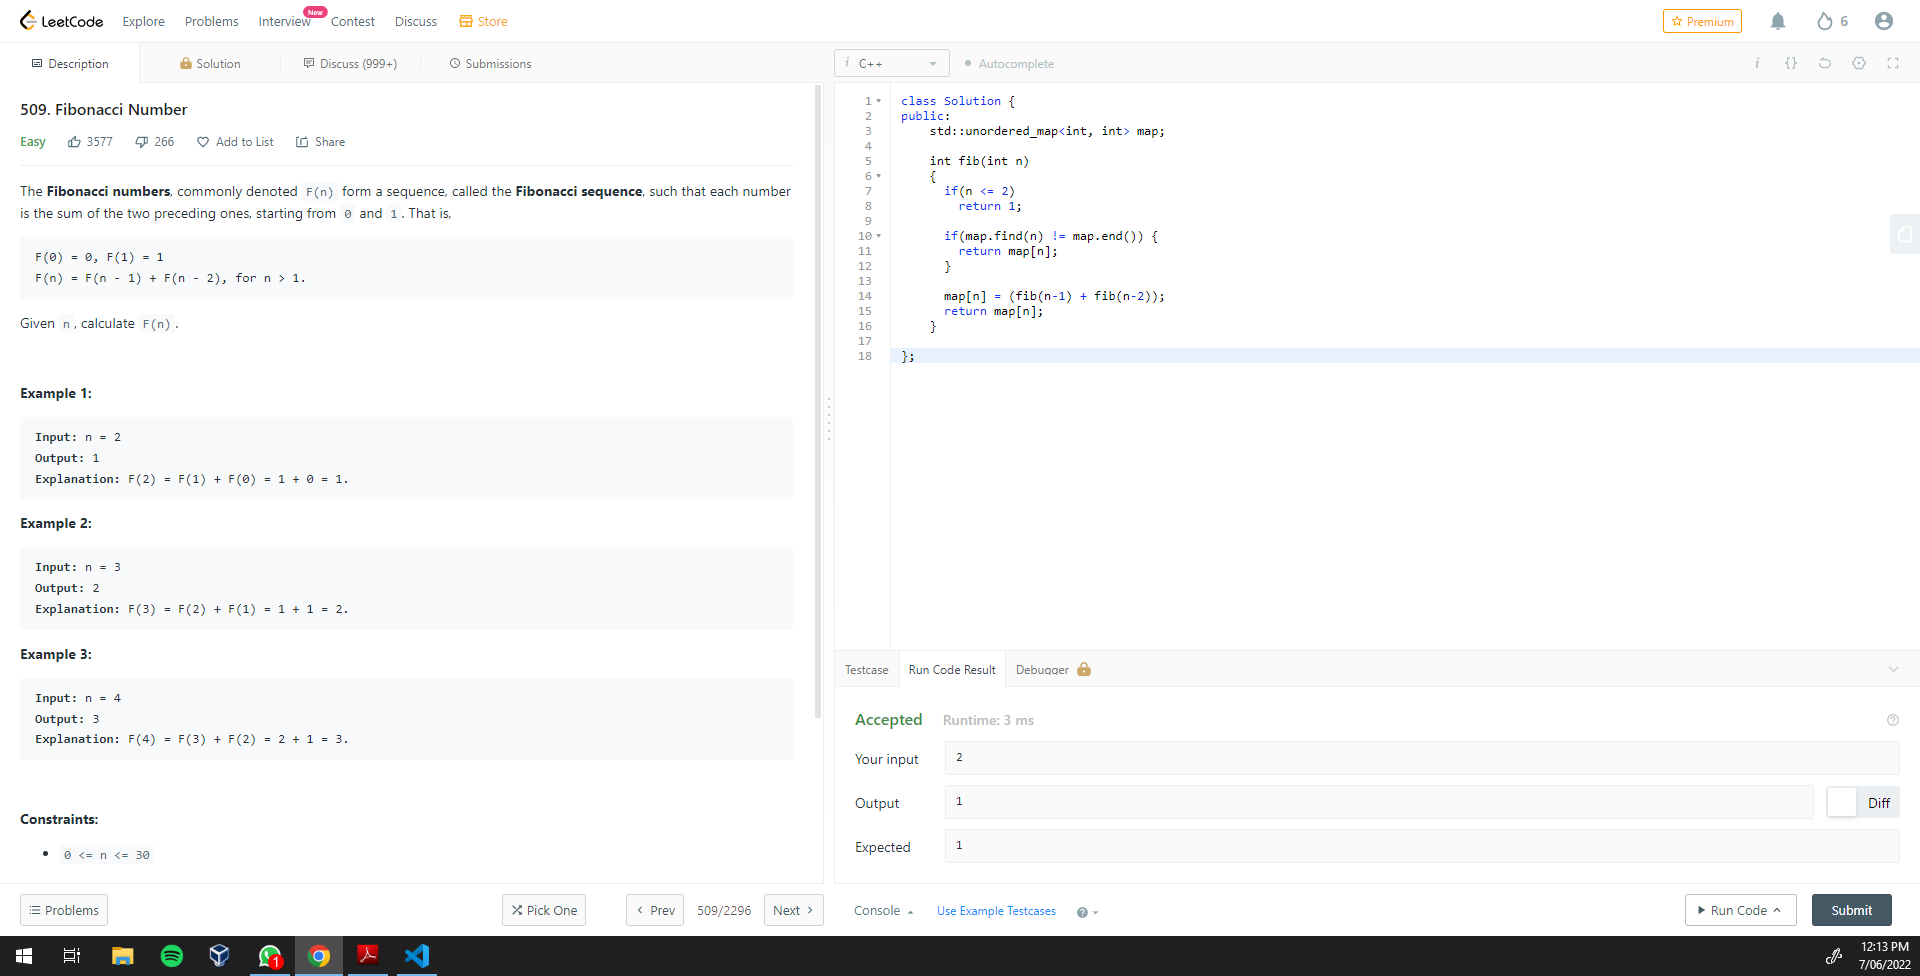 LeetCode Explore Problems Interview New Contest Discuss Store Premium 6
Description Solution Discuss (999+) Submissions
509. Fibonacci Number
Easy 3577 266 Add to List Share
The Fibonacci numbers, commonly denoted F(n) form a sequence, called the Fibonacci sequence, such that each number
is the sum of the two preceding ones, starting from 0 and 1. That is,
F(0) = 0, F(1) = 1
F(n) = F(n - 1) + F(n - 2), for n > 1.
Given n, calculate F(n).
Example 1:
Input: n = 2
Output: 1
Explanation: F(2) = F(1) + F(0) = 1 + 0 = 1.
Example 2:
Input: n = 3
Output: 2
Explanation: F(3) = F(2) + F(1) = 1 + 1 = 2.
Example 3:
Input: n = 4
Output: 3
Explanation: F(4) = F(3) + F(2) = 2 + 1 = 3.
Constraints:
• 0 <= n <= 30
Problems Pick One Prev 509/2296 Next
i C++ Autocomplete i {}
1 class Solution {
2 public:
3 std::unordered_map<int, int> map;
4
5 int fib(int n)
6 {
7 if(n <= 2)
8 return 1;
9
10 if(map.find(n) != map.end()) {
11 return map[n];
12 }
13
14 map[n] = (fib(n-1) + fib(n-2));
15 return map[n];
16 }
17
18 };
Testcase Run Code Result Debugger
Accepted Runtime: 3 ms
Your input 2
Output 1 Diff
Expected 1
Console Use Example Testcases Run Code Submit
1
12:13 PM
7/06/2022